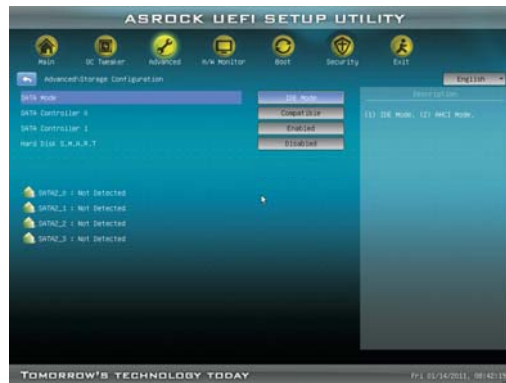 ASROCK UEFI SETUP UTILITY
Main OC Tweaker Advanced H/W Monitor Boot Security Exit
Advanced\Storage Configuration
English
SATA Mode IDE Mode
Description
SATA Controller 0 Compatible
(1) IDE Mode. (2) AHCI Mode.
SATA Controller 1 Enabled
Hard Disk S.M.A.R.T Disabled
SATA2_0 : Not Detected
SATA2_1 : Not Detected
SATA2_2 : Not Detected
SATA2_3 : Not Detected
TOMORROW'S TECHNOLOGY TODAY
Fri 01/14/2011, 08:42:15